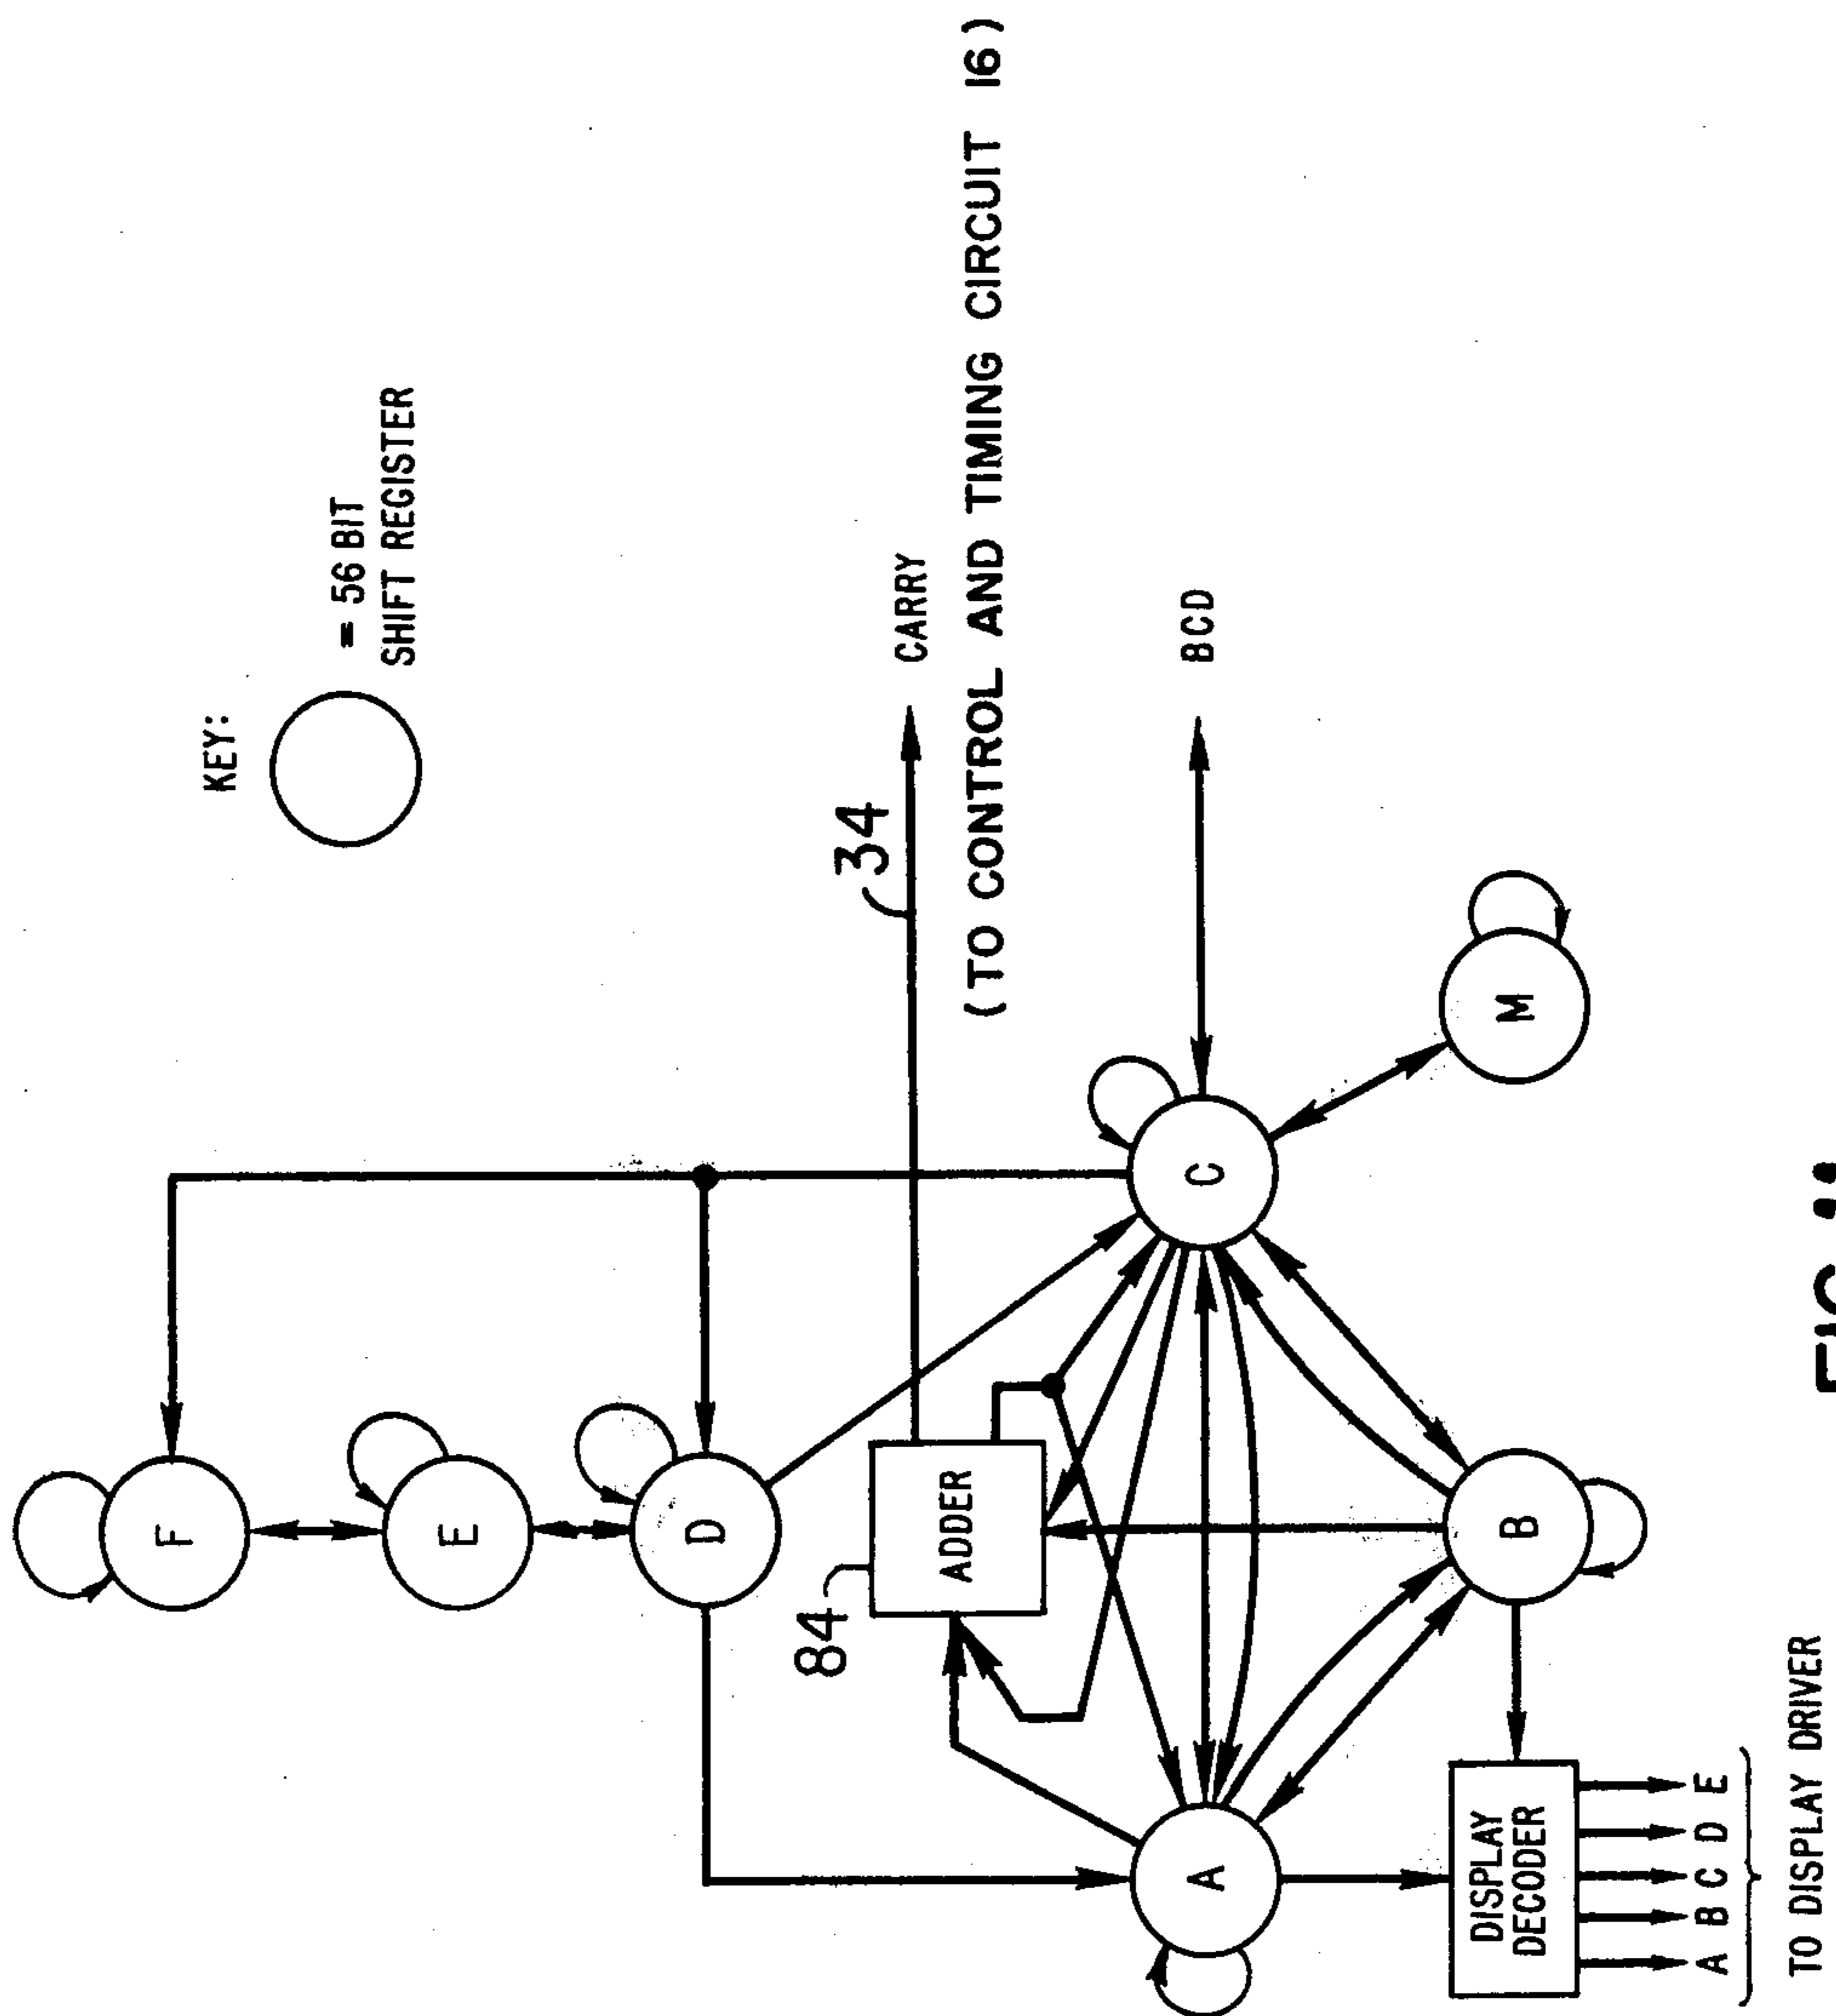 KEY:
= 56 BIT
SHIFT REGISTER
F
E
D
84
ADDER
34
CARRY
(TO CONTROL AND TIMING CIRCUIT 16)
A
C
BCD
B
M
DISPLAY
DECODER
A B C D E
TO DISPLAY DRIVER